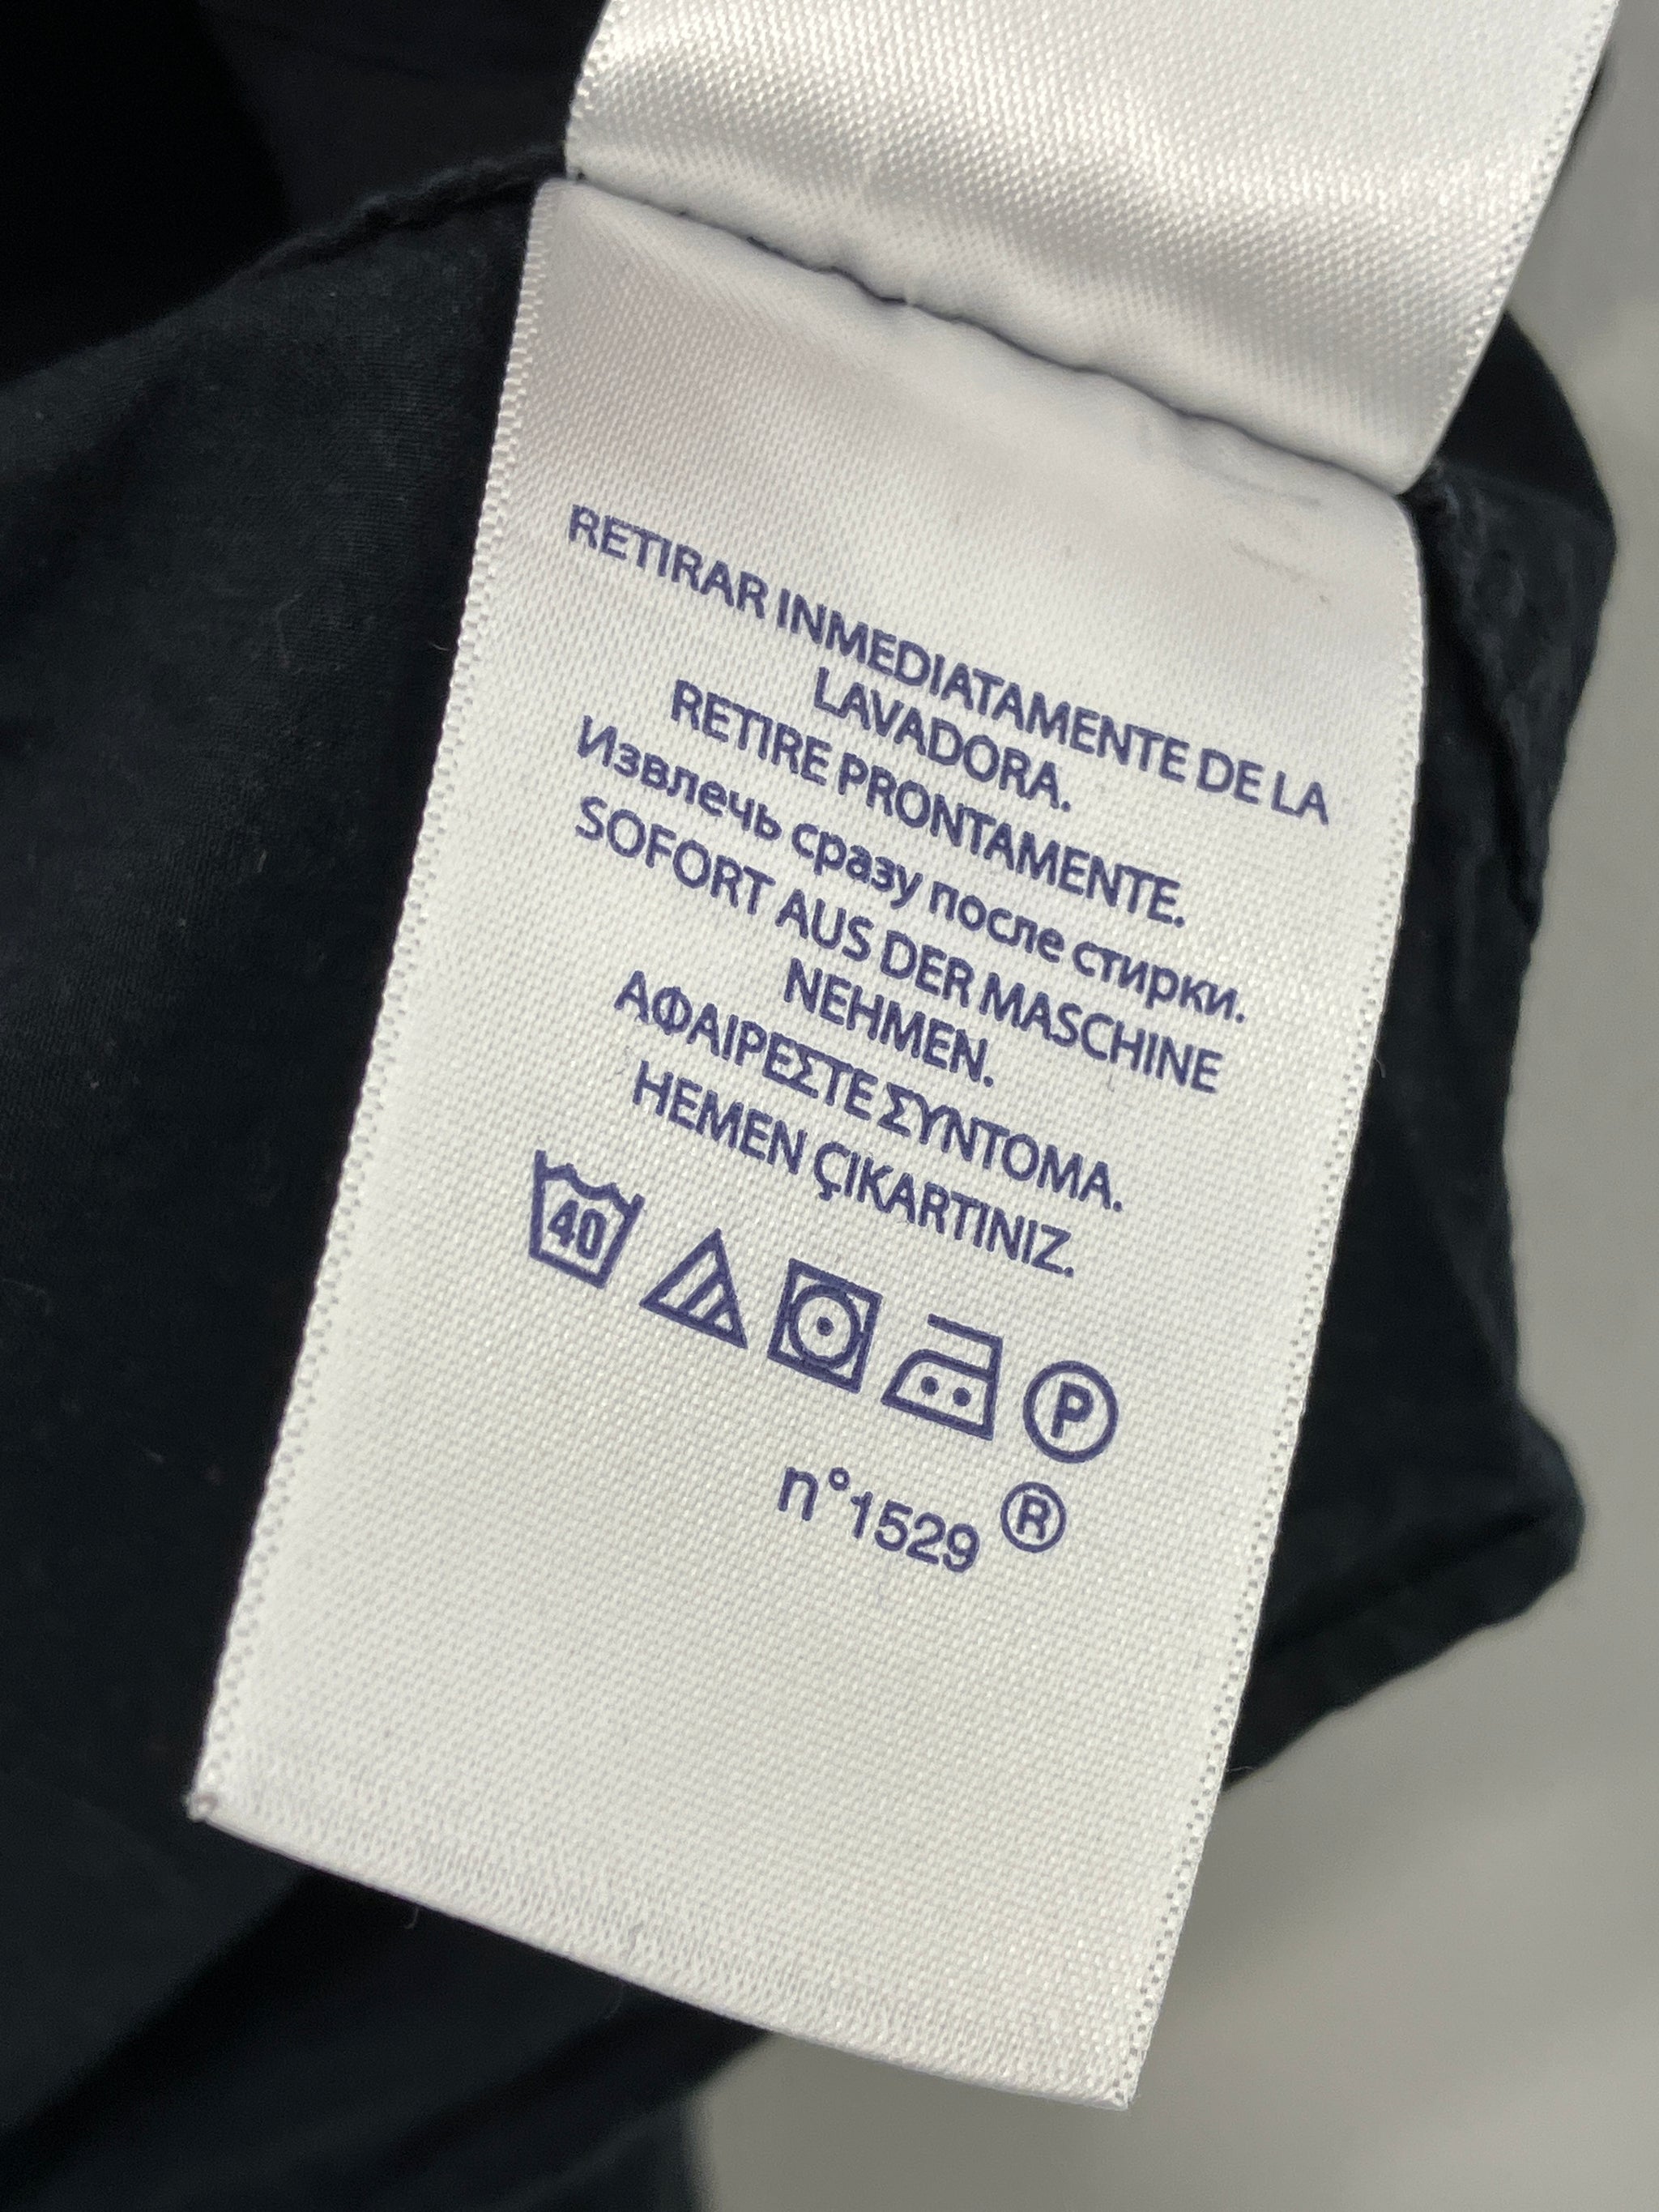 RETIRAR INMEDIATAMENTE DE LA
LAVADORA.
RETIRE PRONTAMENTE.
Извлечь сразу после стирки.
SOFORT AUS DER MASCHINE
NEHMEN.
ΑΦΑΙΡΕΣΤΕ ΣΥΝΤΟΜΑ.
HEMEN ÇIKARTINIZ.
40
P
n°1529 ®